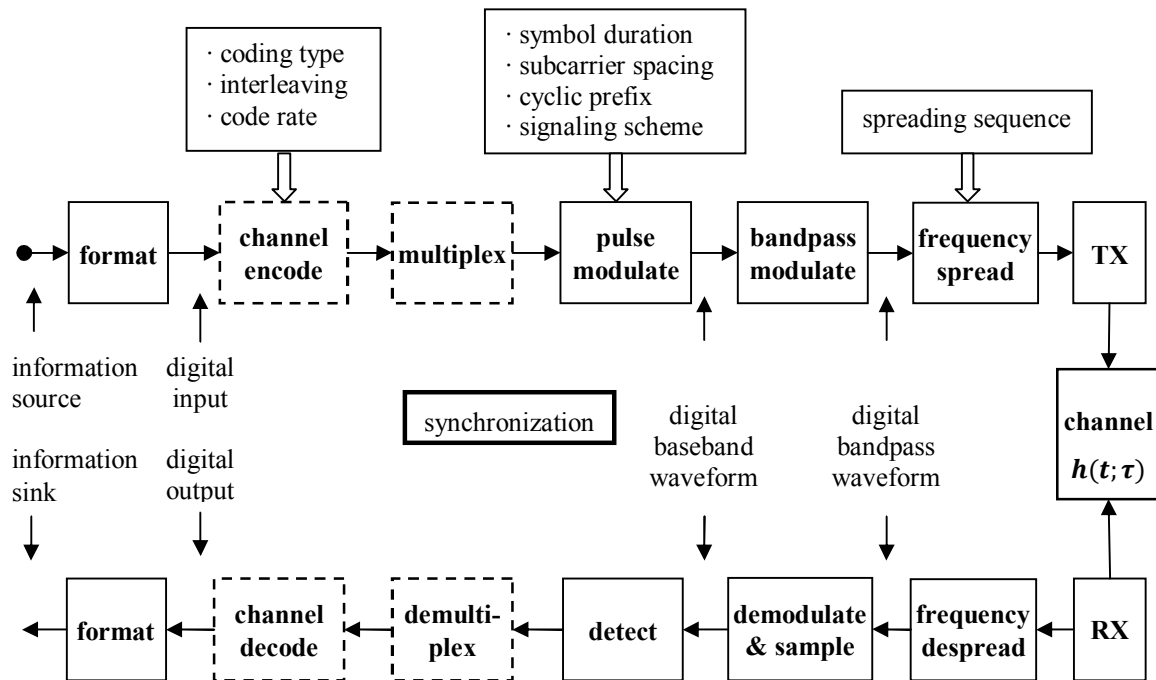 · coding type
· interleaving
· code rate
· symbol duration
· subcarrier spacing
· cyclic prefix
· signaling scheme
spreading sequence
format
channel
encode
multiplex
pulse
modulate
bandpass
modulate
frequency
spread
TX
information
source
digital
input
synchronization
digital
baseband
waveform
digital
bandpass
waveform
channel
h(t;τ)
information
sink
digital
output
format
channel
decode
demulti-
plex
detect
demodulate
& sample
frequency
despread
RX